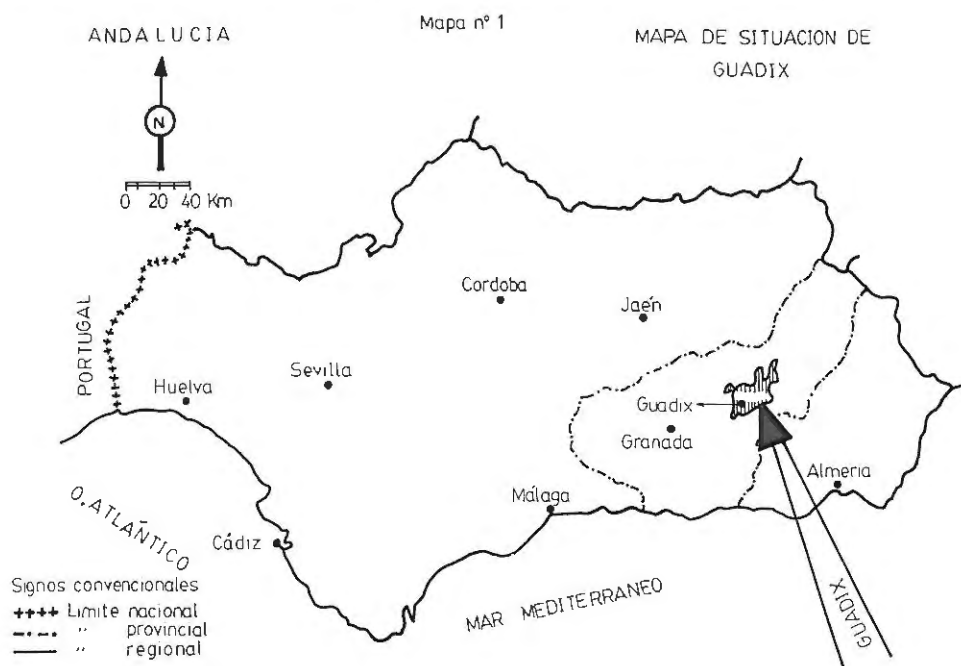 Mapa nº 1
ANDALUCIA
MAPA DE SITUACION DE
GUADIX
N
0 20 40 Km
PORTUGAL
Cordoba
Jaén
Sevilla
Huelva
Guadix
Granada
Almeria
Málaga
Cádiz
O. ATLÁNTICO
MAR MEDITERRANEO
GUADIX
Signos convencionales
Limite nacional
" provincial
" regional